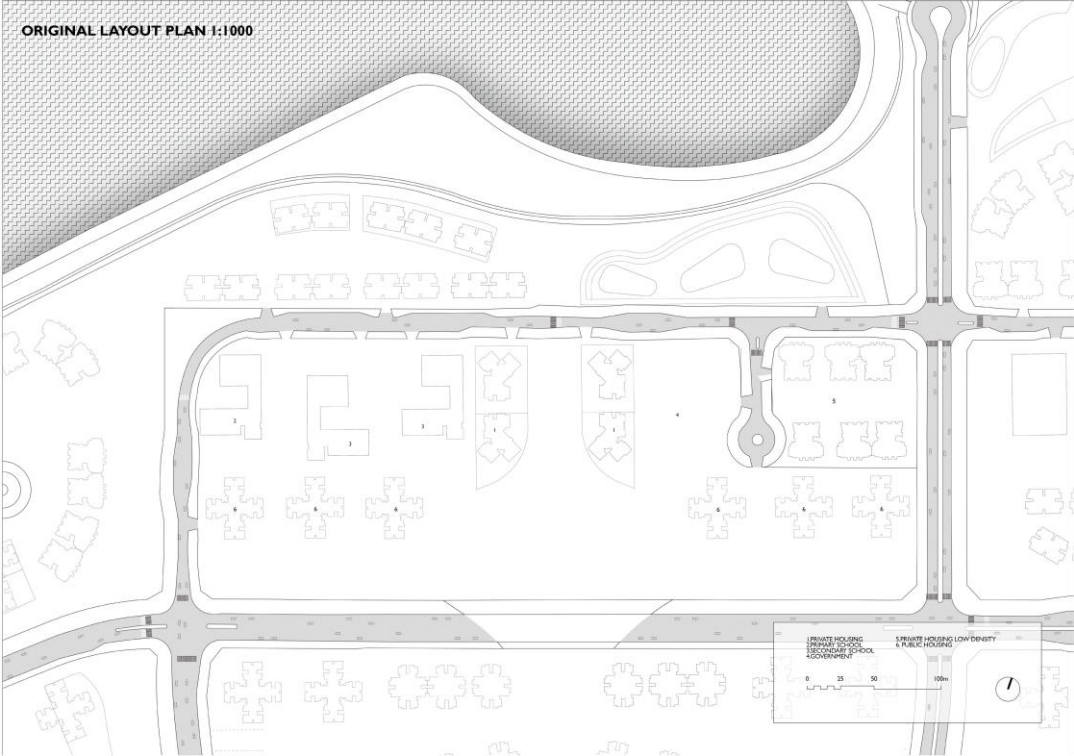 ORIGINAL LAYOUT PLAN 1:1000
2
3
3
1
1
4
5
6
6
6
6
6
6
1.PRIVATE HOUSING
2.PRIMARY SCHOOL
3.SECONDARY SCHOOL
4.GOVERNMENT
5.PRIVATE HOUSING LOW DENSITY
6. PUBLIC HOUSING
0 25 50 100m